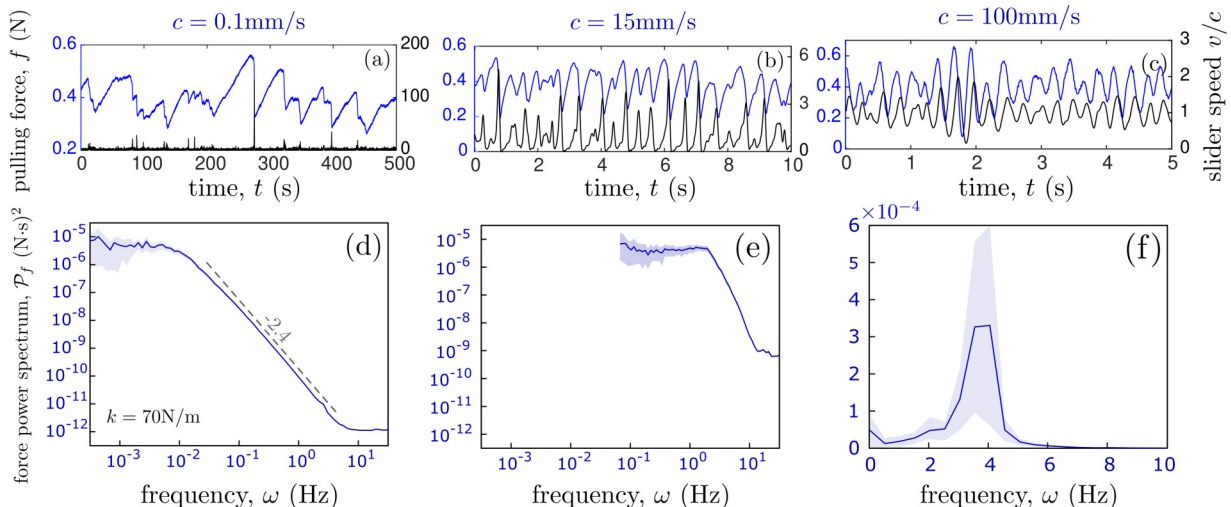 c = 0.1mm/s
c = 15mm/s
c = 100mm/s
pulling force, f (N)
0.6
0.4
0.2
200
100
0
(a)
0 100 200 300 400 500
time, t (s)
0.6
0.4
0.2
0
6
3
0
(b)
0 2 4 6 8 10
time, t (s)
0.6
0.4
0.2
0
3
2
1
0
(c)
0 1 2 3 4 5
time, t (s)
slider speed v/c
force power spectrum, 𝒫_f (N·s)²
10⁻⁵
10⁻⁶
10⁻⁷
10⁻⁸
10⁻⁹
10⁻¹⁰
10⁻¹¹
10⁻¹²
(d)
-2.4
k = 70N/m
10⁻³ 10⁻² 10⁻¹ 10⁰ 10¹
frequency, ω (Hz)
10⁻⁵
10⁻⁶
10⁻⁷
10⁻⁸
10⁻⁹
10⁻¹⁰
10⁻¹¹
10⁻¹²
(e)
10⁻³ 10⁻² 10⁻¹ 10⁰ 10¹
frequency, ω (Hz)
×10⁻⁴
6
5
4
3
2
1
0
(f)
0 2 4 6 8 10
frequency, ω (Hz)